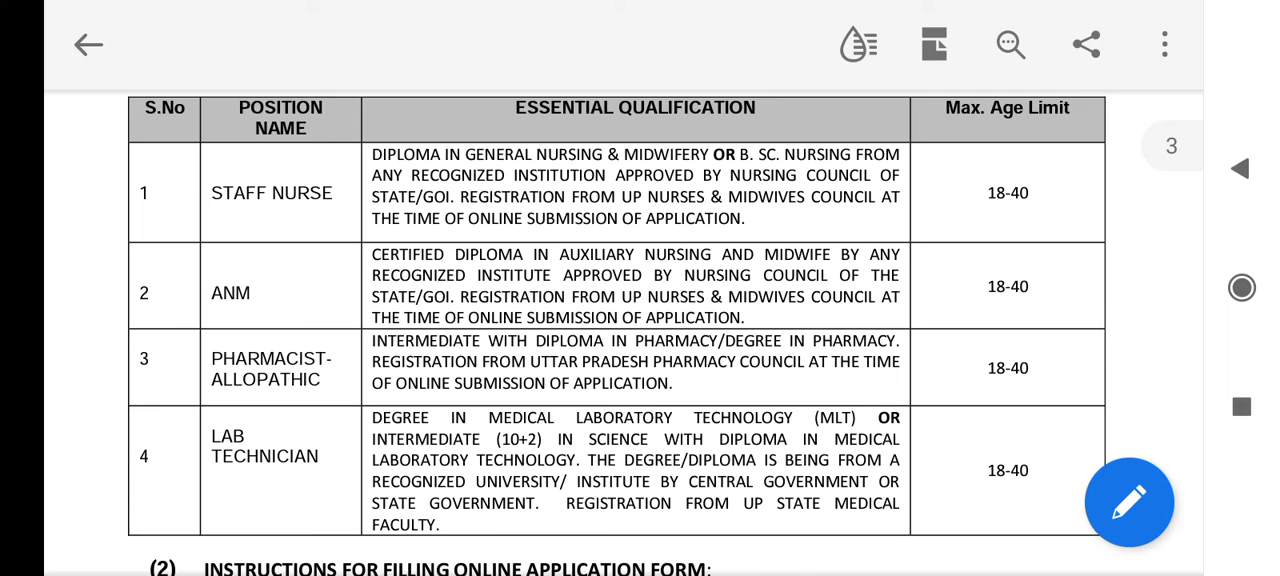 S.No POSITION NAME ESSENTIAL QUALIFICATION Max. Age Limit
3
1 STAFF NURSE
DIPLOMA IN GENERAL NURSING & MIDWIFERY OR B. SC. NURSING FROM
ANY RECOGNIZED INSTITUTION APPROVED BY NURSING COUNCIL OF
STATE/GOI. REGISTRATION FROM UP NURSES & MIDWIVES COUNCIL AT
THE TIME OF ONLINE SUBMISSION OF APPLICATION.
18-40
2 ANM
CERTIFIED DIPLOMA IN AUXILIARY NURSING AND MIDWIFE BY ANY
RECOGNIZED INSTITUTE APPROVED BY NURSING COUNCIL OF THE
STATE/GOI. REGISTRATION FROM UP NURSES & MIDWIVES COUNCIL AT
THE TIME OF ONLINE SUBMISSION OF APPLICATION.
18-40
3 PHARMACIST-
ALLOPATHIC
INTERMEDIATE WITH DIPLOMA IN PHARMACY/DEGREE IN PHARMACY.
REGISTRATION FROM UTTAR PRADESH PHARMACY COUNCIL AT THE TIME
OF ONLINE SUBMISSION OF APPLICATION.
18-40
4 LAB
TECHNICIAN
DEGREE IN MEDICAL LABORATORY TECHNOLOGY (MLT) OR
INTERMEDIATE (10+2) IN SCIENCE WITH DIPLOMA IN MEDICAL
LABORATORY TECHNOLOGY. THE DEGREE/DIPLOMA IS BEING FROM A
RECOGNIZED UNIVERSITY/ INSTITUTE BY CENTRAL GOVERNMENT OR
STATE GOVERNMENT. REGISTRATION FROM UP STATE MEDICAL
FACULTY.
18-40
(2) INSTRUCTIONS FOR FILLING ONLINE APPLICATION FORM: